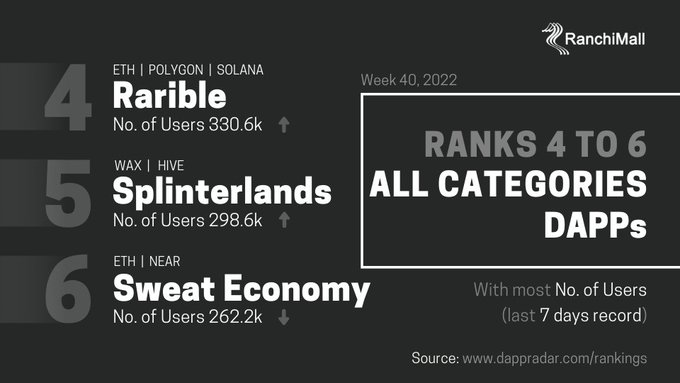 RanchiMall
4
ETH | POLYGON | SOLANA
Rarible
No. of Users 330.6k
5
WAX | HIVE
Splinterlands
No. of Users 298.6k
6
ETH | NEAR
Sweat Economy
No. of Users 262.2k
Week 40, 2022
RANKS 4 TO 6
ALL CATEGORIES
DAPPs
With most No. of Users
(last 7 days record)
Source: www.dappradar.com/rankings